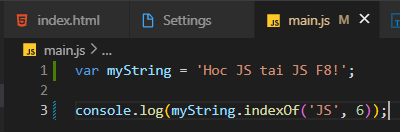 index.html Settings main.js
JS main.js > ...
1 var myString = 'Hoc JS tai JS F8!';
2
3 console.log(myString.indexOf('JS', 6));